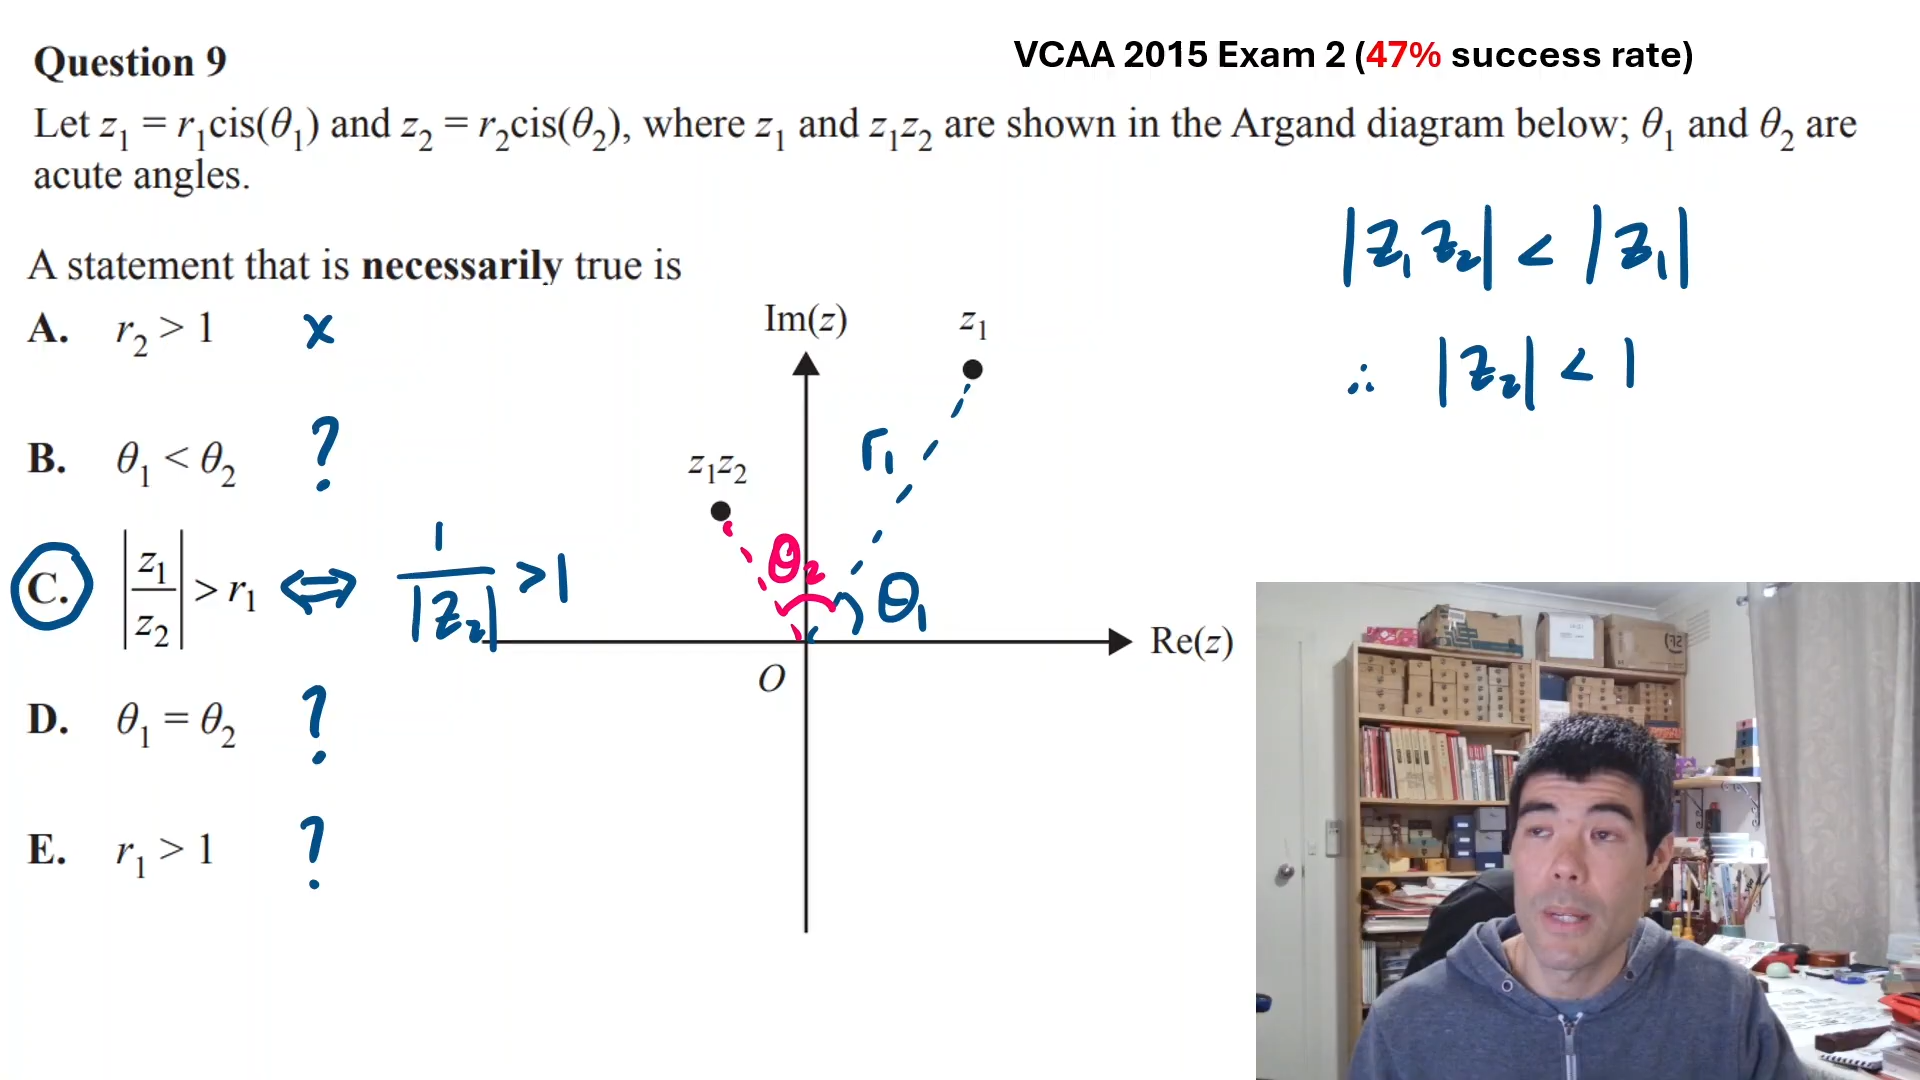 Question 9
VCAA 2015 Exam 2 (47% success rate)
Let z₁ = r₁cis(θ₁) and z₂ = r₂cis(θ₂), where z₁ and z₁z₂ are shown in the Argand diagram below; θ₁ and θ₂ are
acute angles.
|z₁ z₂| < |z₁|
∴ |z₂| < 1
A statement that is necessarily true is
A. r₂ > 1 ×
B. θ₁ < θ₂ ?
C. |z₁/z₂| > r₁ ⇔ 1/|z₂| > 1
D. θ₁ = θ₂ ?
E. r₁ > 1 ?
Im(z)
z₁
r₁
z₁z₂
θ₂
θ₁
Re(z)
O